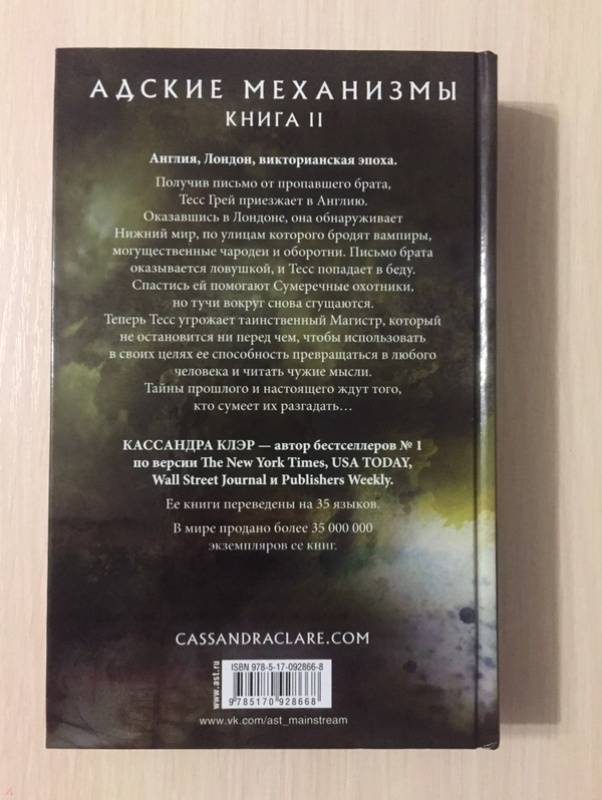 АДСКИЕ МЕХАНИЗМЫ
КНИГА II
Англия, Лондон, викторианская эпоха.
Получив письмо от пропавшего брата,
Тесс Грей приезжает в Англию.
Оказавшись в Лондоне, она обнаруживает
Нижний мир, по улицам которого бродят вампиры,
могущественные чародеи и оборотни. Письмо брата
оказывается ловушкой, и Тесс попадает в беду.
Спастись ей помогают Сумеречные охотники,
но тучи вокруг снова сгущаются.
Теперь Тесс угрожает таинственный Магистр, который
не остановится ни перед чем, чтобы использовать
в своих целях ее способность превращаться в любого
человека и читать чужие мысли.
Тайны прошлого и настоящего ждут того,
кто сумеет их разгадать...
КАССАНДРА КЛЭР — автор бестселлеров № 1
по версии The New York Times, USA TODAY,
Wall Street Journal и Publishers Weekly.
Ее книги переведены на 35 языков.
В мире продано более 35 000 000
экземпляров ее книг.
CASSANDRACLARE.COM
www.ast.ru
ISBN 978-5-17-092866-8
9 785170 928668
www.vk.com/ast_mainstream